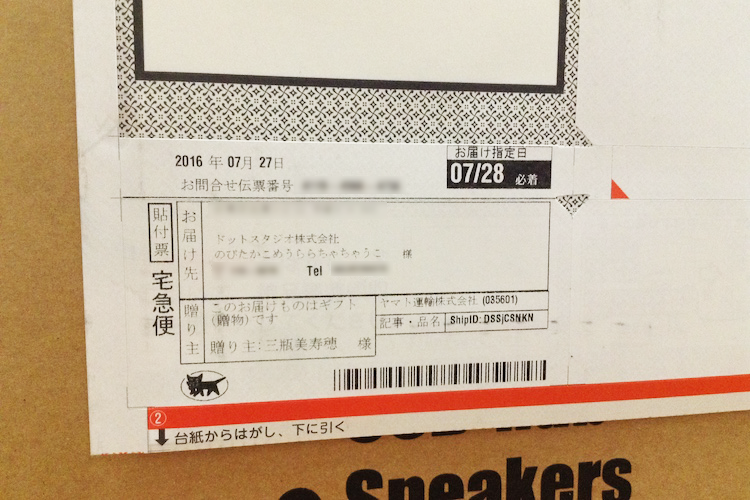 2016 年 07月 27日
お届け指定日
07/28 必着
お問合せ伝票番号
貼付票
宅急便
お届け先
ドットスタジオ株式会社
のびたかこめうららちゃちゃうこ 様
Tel
贈り主
このお届けものはギフト
(贈物)です
贈り主:三瓶美寿穂 様
ヤマト運輸株式会社 (035601)
記事・品名 ShipID:DSSjCSNKN
② 
台紙からはがし、下に引く
Speakers